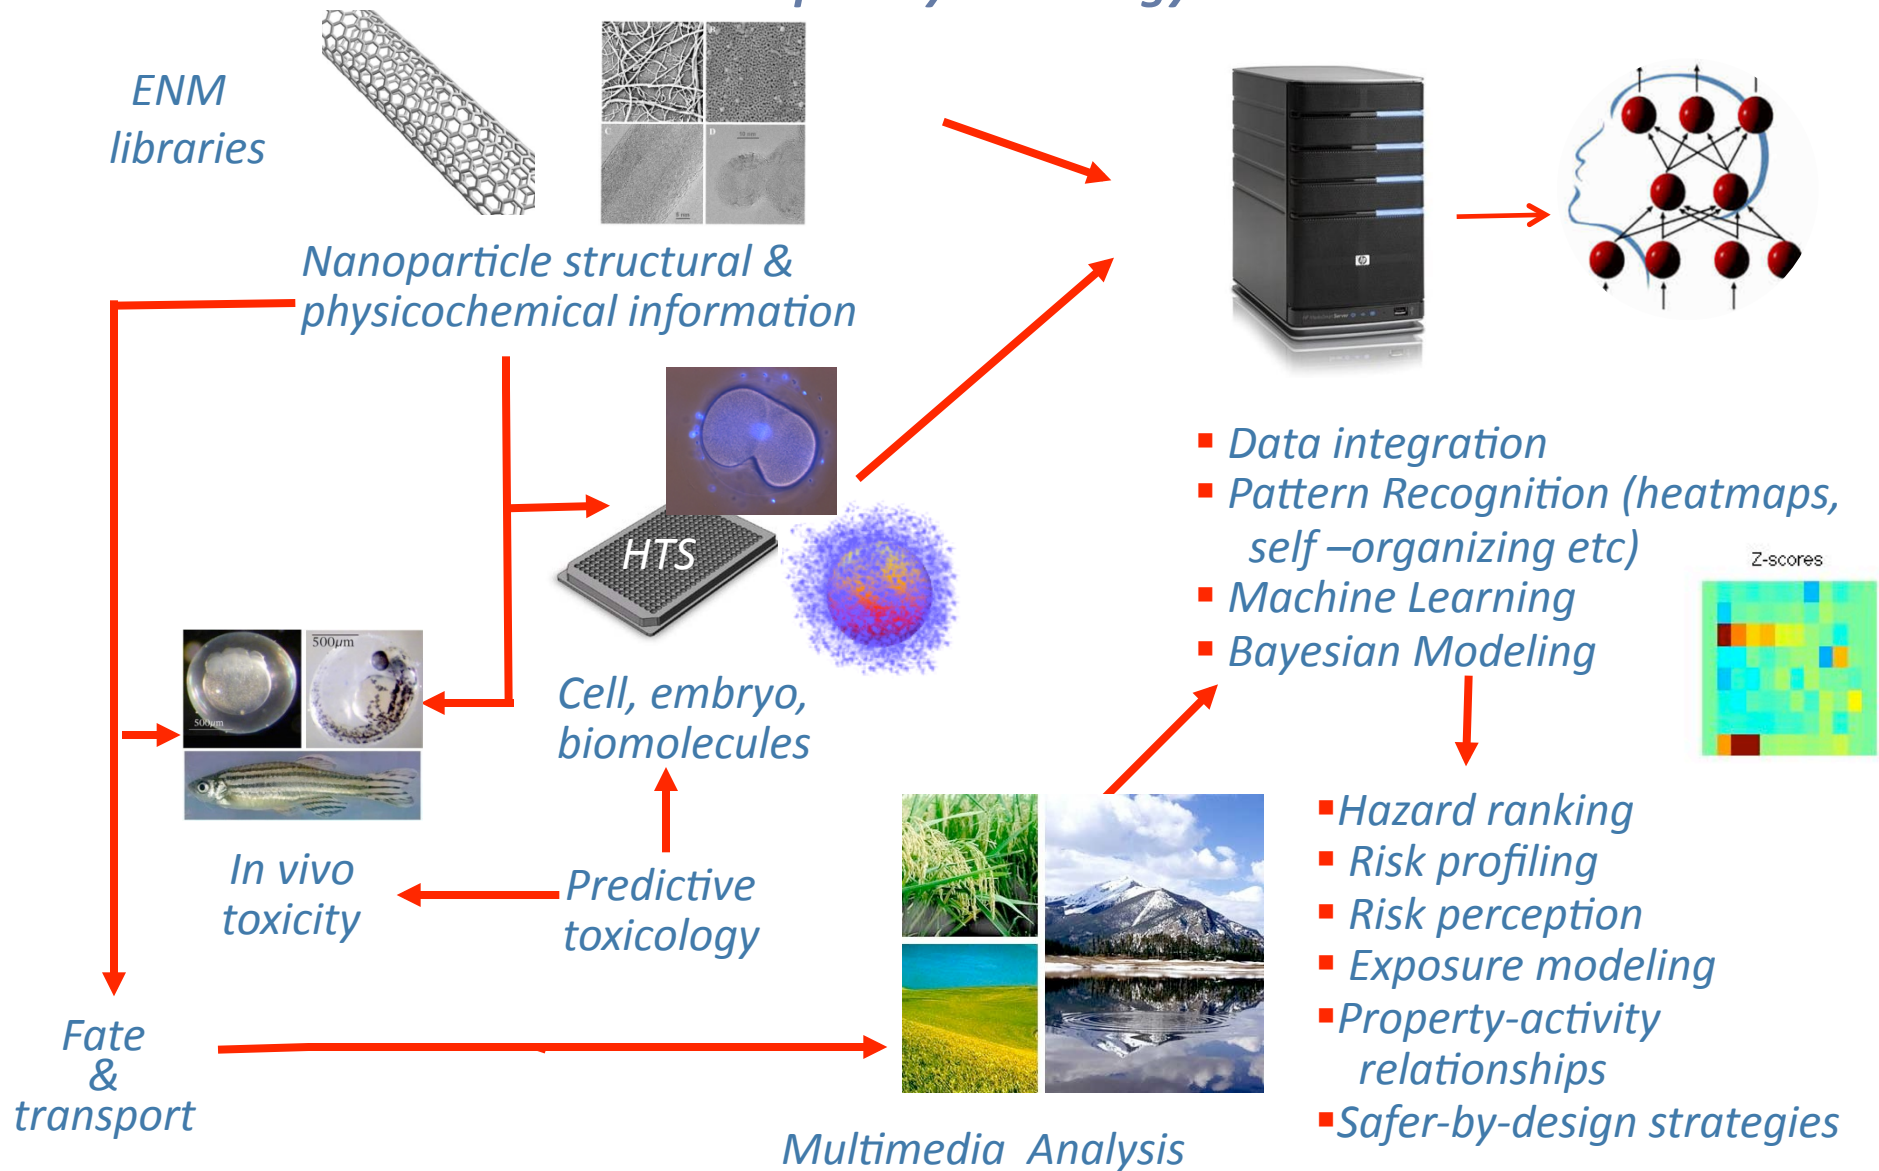 ENM
libraries
Nanoparticle structural &
physicochemical information
HTS
Cell, embryo,
biomolecules
500µm
500µm
In vivo
toxicity
Predictive
toxicology
Fate
&
transport
Multimedia Analysis
C
D
hp
▪ Data integration
▪ Pattern Recognition (heatmaps,
self –organizing etc)
▪ Machine Learning
▪ Bayesian Modeling
Z-scores
▪Hazard ranking
▪ Risk profiling
▪ Risk perception
▪ Exposure modeling
▪Property-activity
relationships
▪Safer-by-design strategies